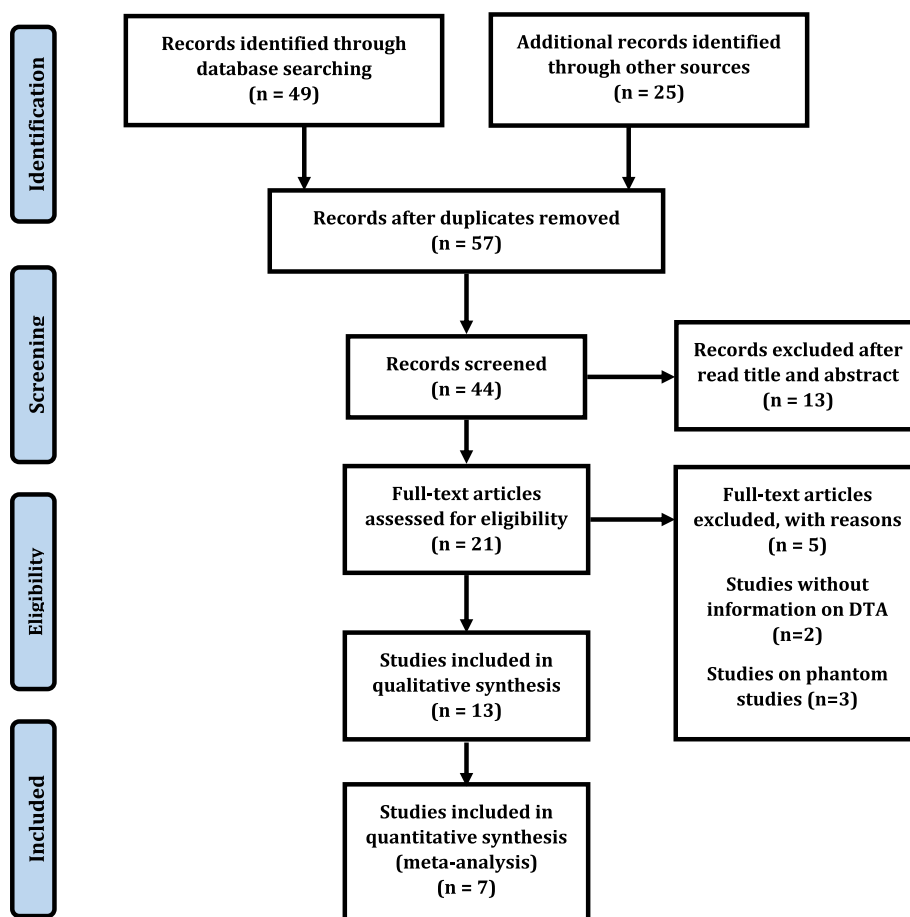 Identification
Records identified through
database searching
(n = 49)
Additional records identified
through other sources
(n = 25)
Records after duplicates removed
(n = 57)
Screening
Records screened
(n = 44)
Records excluded after
read title and abstract
(n = 13)
Eligibility
Full-text articles
assessed for eligibility
(n = 21)
Full-text articles
excluded, with reasons
(n = 5)
Studies without
information on DTA
(n=2)
Studies on phantom
studies (n=3)
Studies included in
qualitative synthesis
(n = 13)
Included
Studies included in
quantitative synthesis
(meta-analysis)
(n = 7)